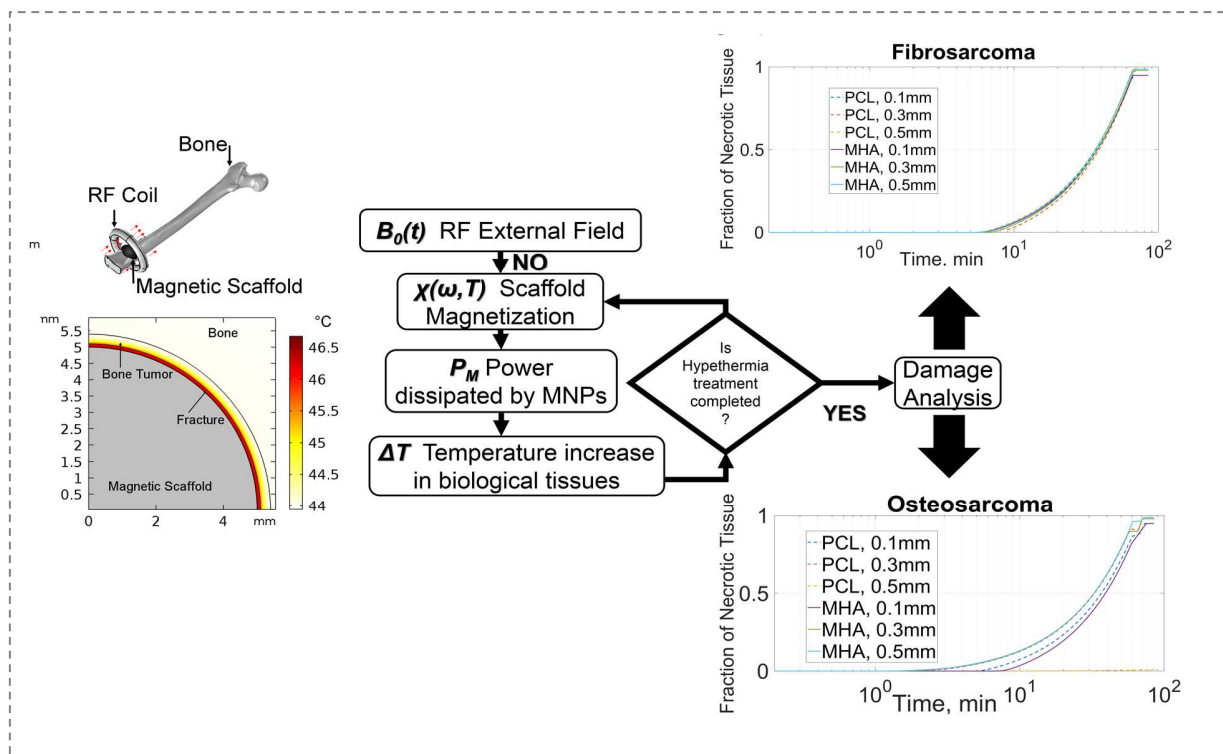 Bone
RF Coil
m
Magnetic Scaffold
mm
5.5
5
4.5
4
3.5
3
2.5
2
1.5
1
0.5
0
2
4
mm
Bone
Bone Tumor
Fracture
Magnetic Scaffold
°C
46.5
46
45.5
45
44.5
44
B₀(t) RF External Field
NO
χ(ω,T) Scaffold
Magnetization
P_M Power
dissipated by MNPs
ΔT Temperature increase
in biological tissues
Is
Hypethermia
treatment
completed
?
YES
Damage
Analysis
Fibrosarcoma
Fraction of Necrotic Tissue
1
0.5
0
PCL, 0.1mm
PCL, 0.3mm
PCL, 0.5mm
MHA, 0.1mm
MHA, 0.3mm
MHA, 0.5mm
10⁰
10¹
10²
Time, min
Osteosarcoma
Fraction of Necrotic Tissue
1
0.5
0
PCL, 0.1mm
PCL, 0.3mm
PCL, 0.5mm
MHA, 0.1mm
MHA, 0.3mm
MHA, 0.5mm
10⁰
10¹
10²
Time, min